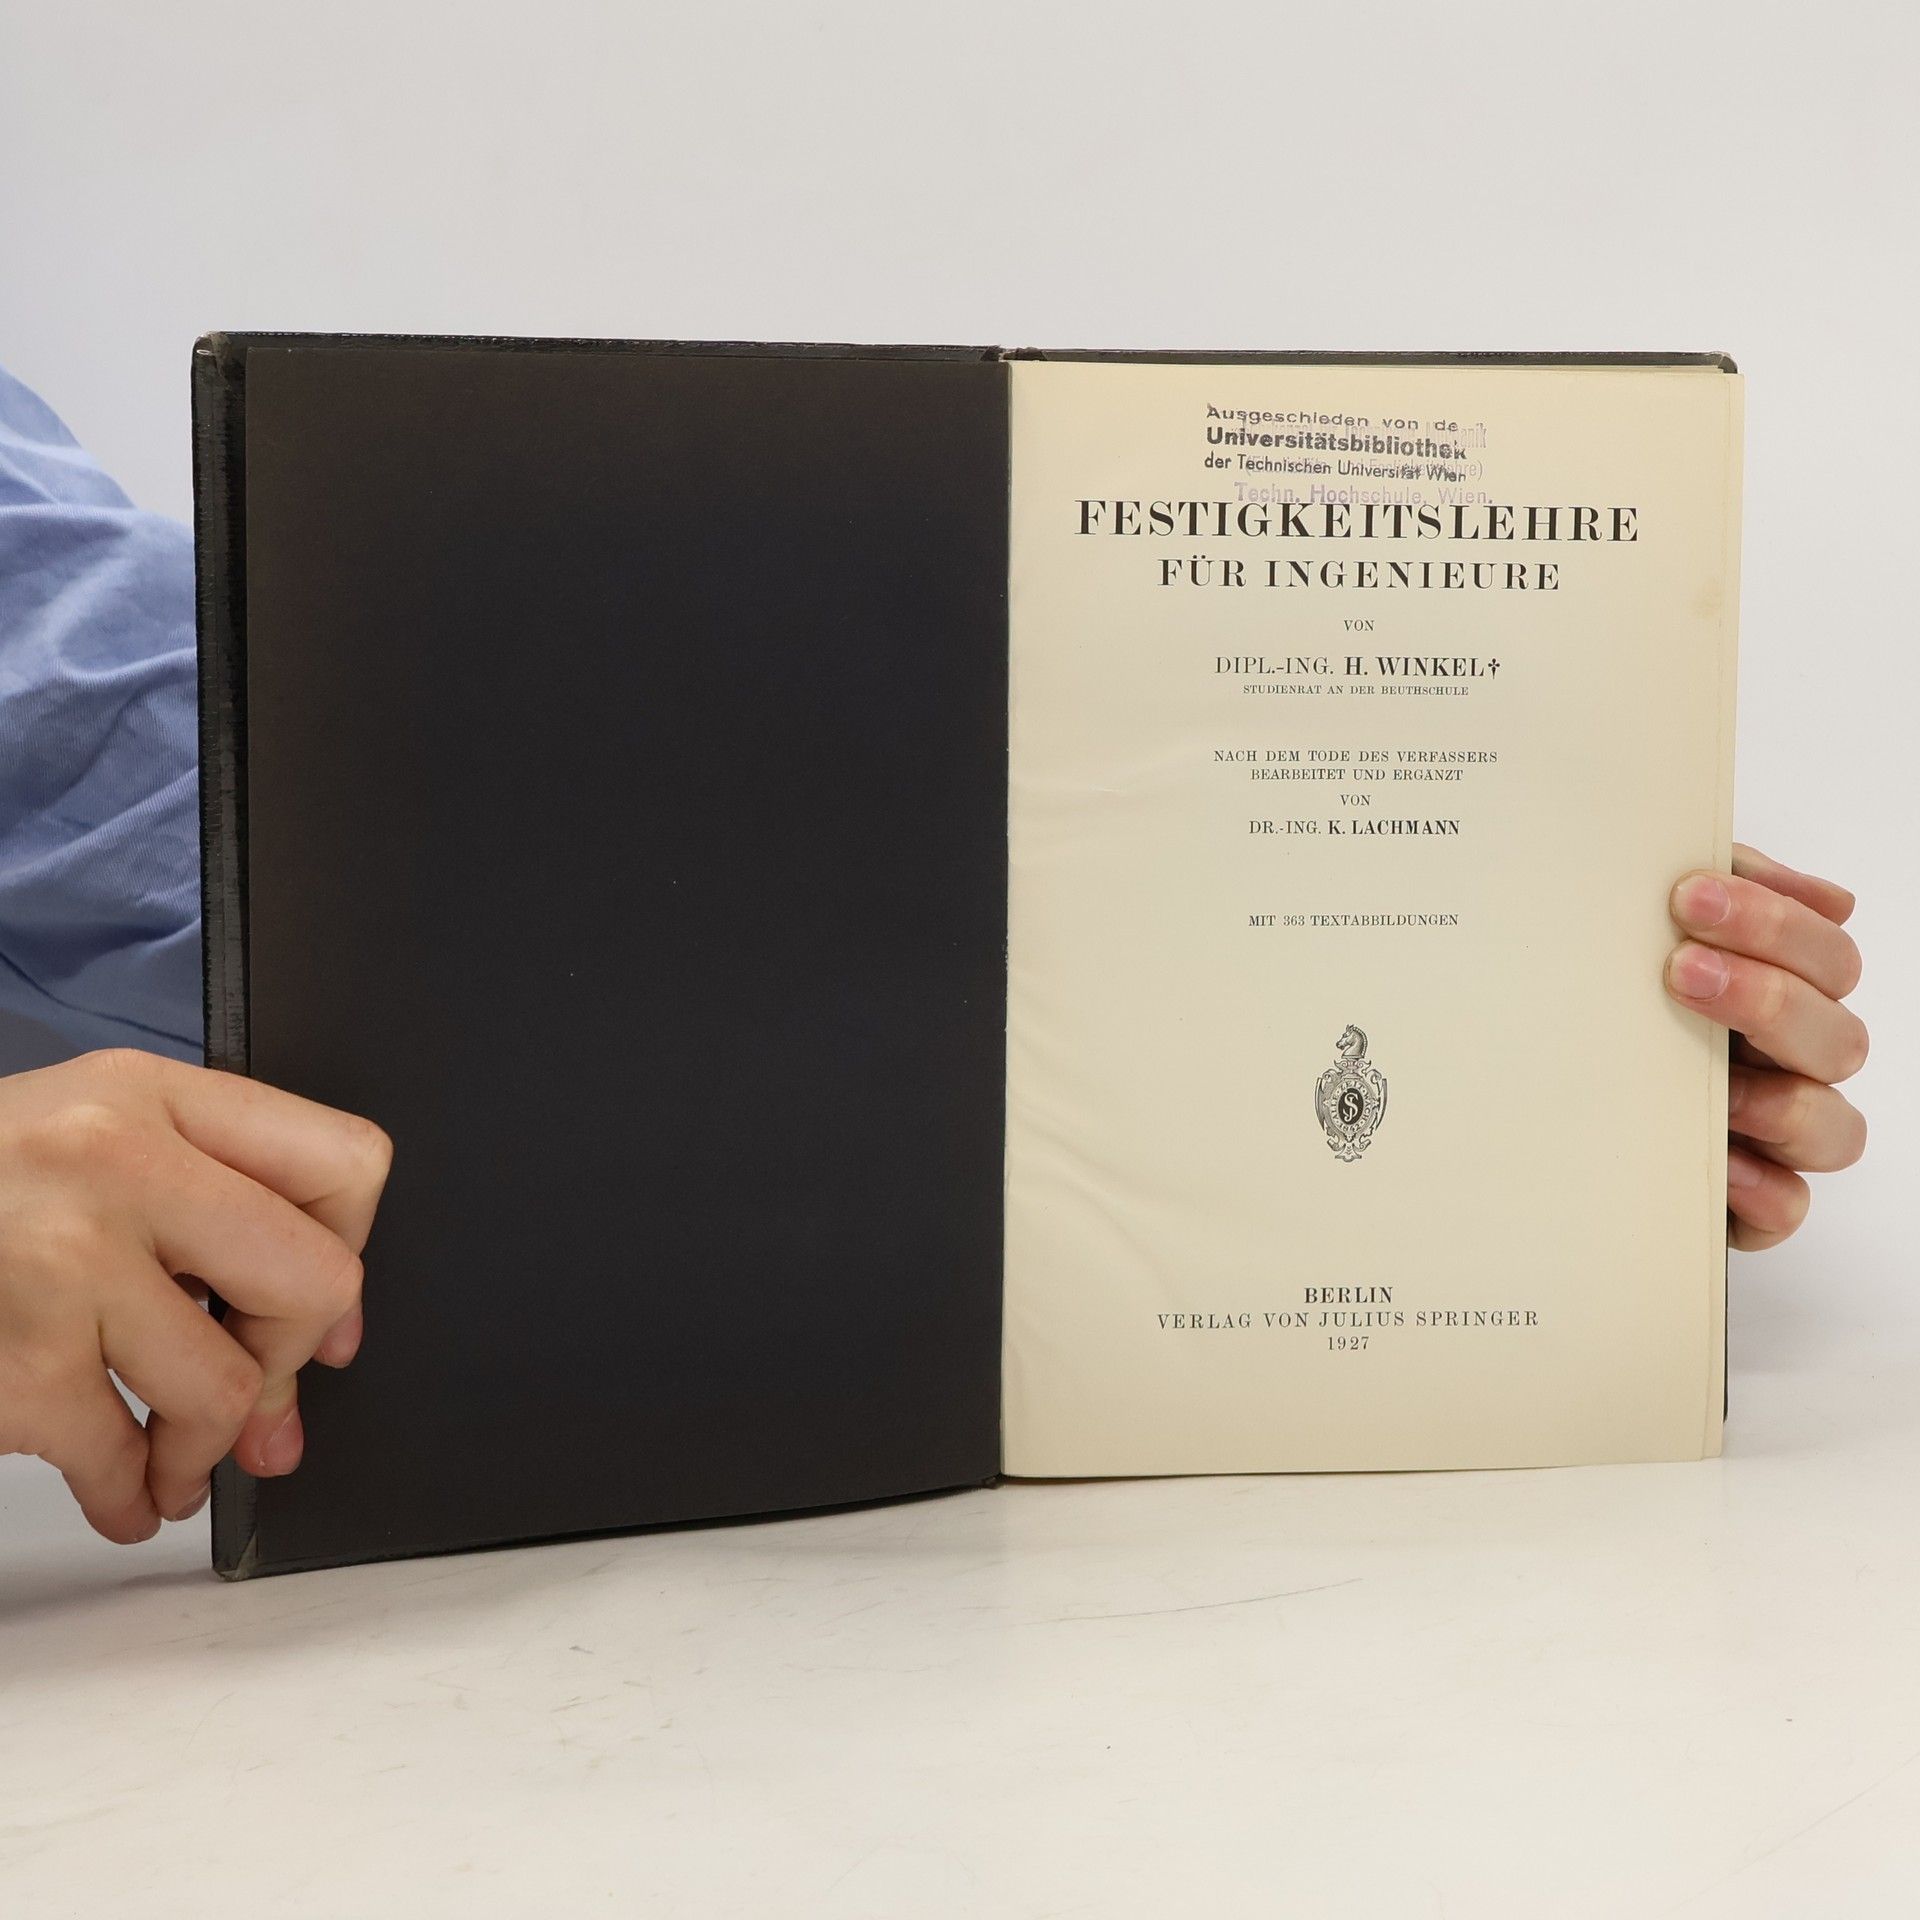 Ausgeschieden von de
Universitätsbibliothek
der Technischen Universität Wien
Techn. Hochschule, Wien.
FESTIGKEITSLEHRE
FÜR INGENIEURE
VON
DIPL.-ING. H. WINKEL†
STUDIENRAT AN DER BEUTHSCHULE
NACH DEM TODE DES VERFASSERS
BEARBEITET UND ERGÄNZT
VON
DR.-ING. K. LACHMANN
MIT 363 TEXTABBILDUNGEN
BERLIN
VERLAG VON JULIUS SPRINGER
1927